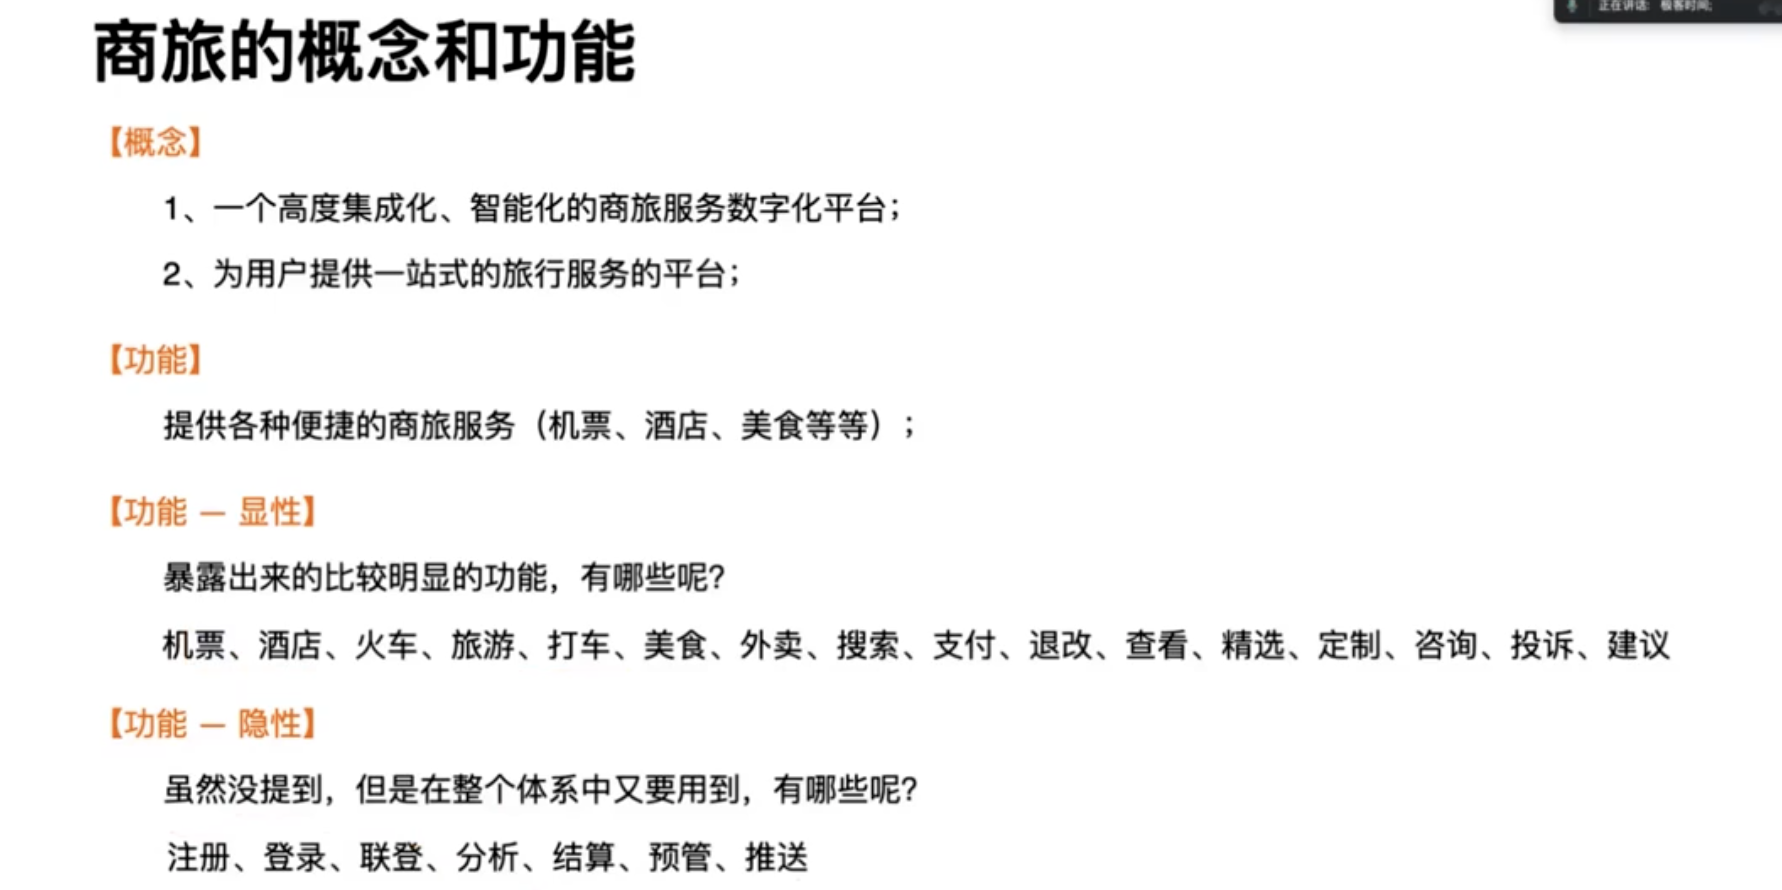 正在讲话: 极客时间;
商旅的概念和功能
【概念】
1、一个高度集成化、智能化的商旅服务数字化平台；
2、为用户提供一站式的旅行服务的平台；
【功能】
提供各种便捷的商旅服务（机票、酒店、美食等等）；
【功能 — 显性】
暴露出来的比较明显的功能，有哪些呢？
机票、酒店、火车、旅游、打车、美食、外卖、搜索、支付、退改、查看、精选、定制、咨询、投诉、建议
【功能 — 隐性】
虽然没提到，但是在整个体系中又要用到，有哪些呢？
注册、登录、联登、分析、结算、预管、推送